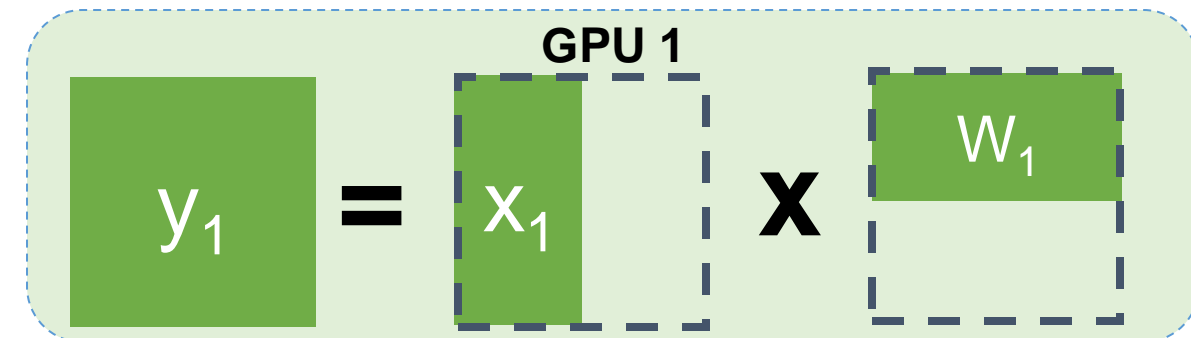 GPU 1
y₁ = x₁ x W₁